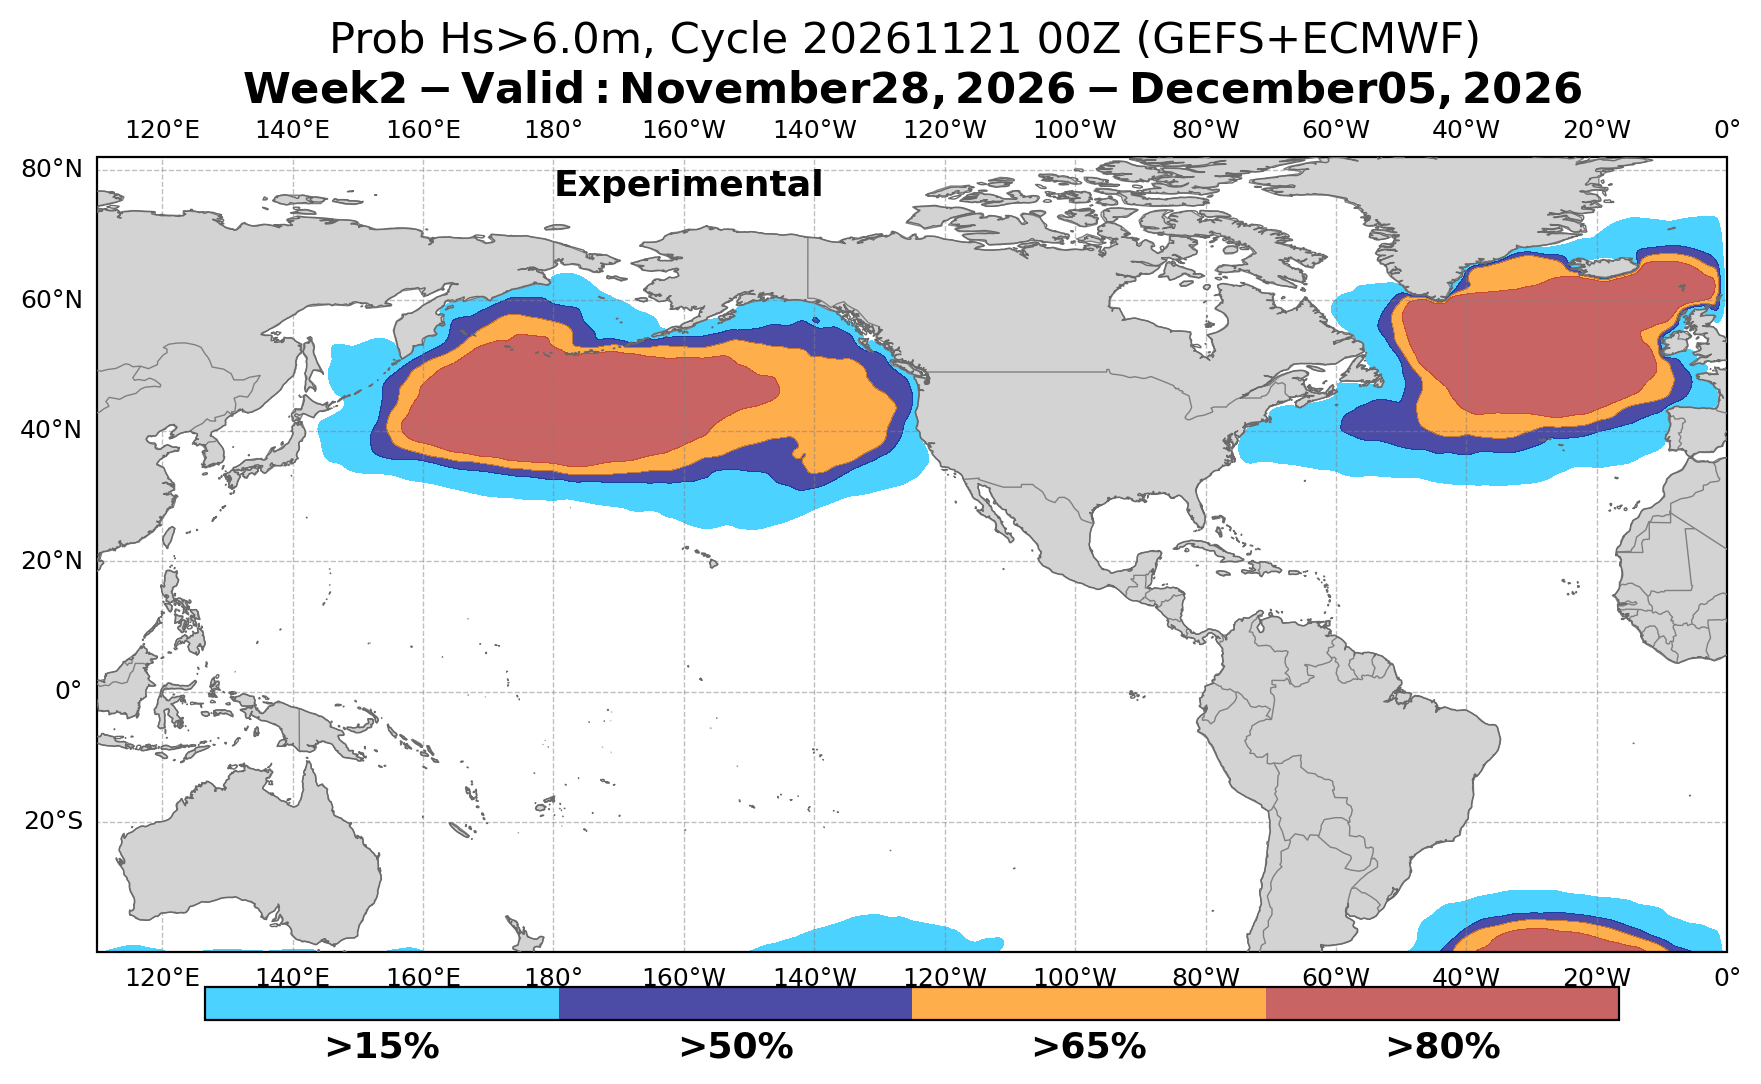 Prob Hs>6.0m, Cycle 20261121 00Z (GEFS+ECMWF)
Week2 − Valid : November28, 2026 − December05, 2026
120°E 140°E 160°E 180° 160°W 140°W 120°W 100°W 80°W 60°W 40°W 20°W 0°
80°N
Experimental
60°N
40°N
20°N
0°
20°S
120°E 140°E 160°E 180° 160°W 140°W 120°W 100°W 80°W 60°W 40°W 20°W 0°
>15% >50% >65% >80%